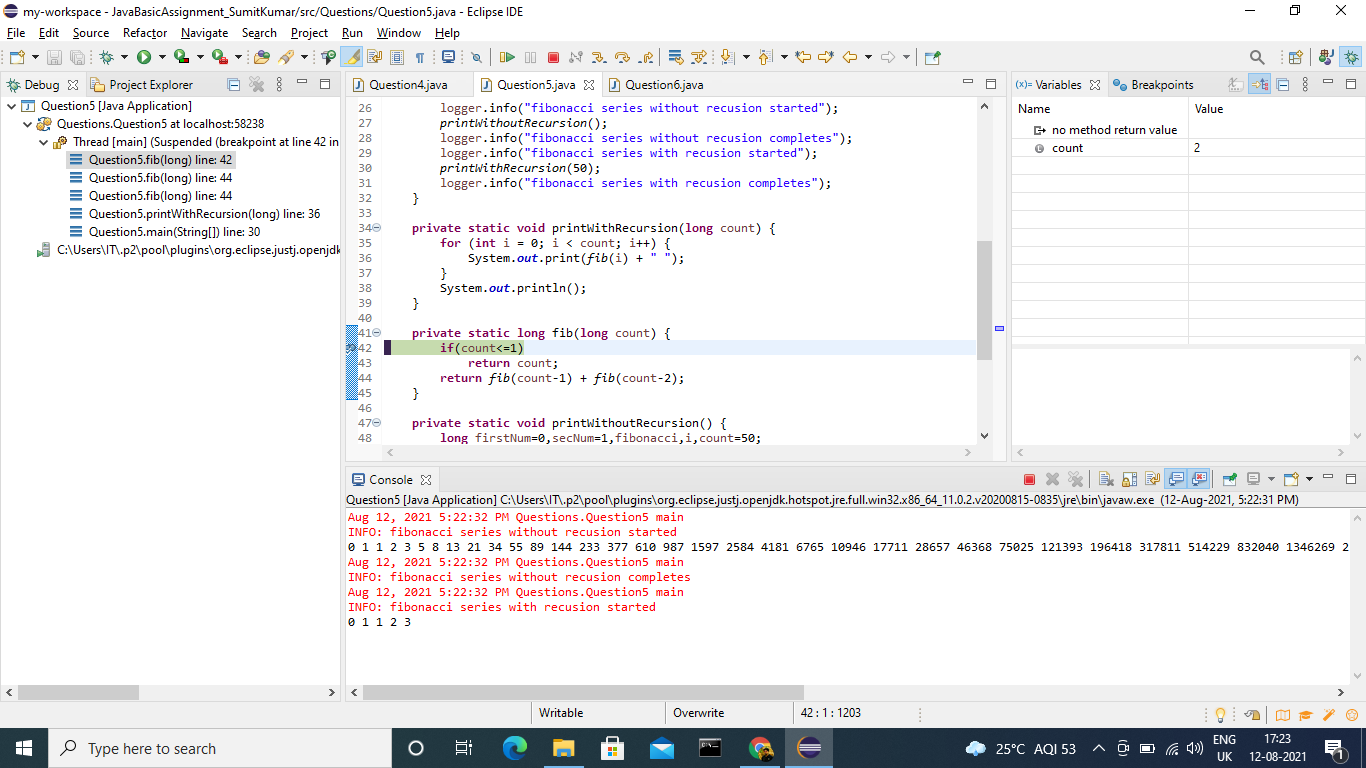 my-workspace - JavaBasicAssignment_SumitKumar/src/Questions/Question5.java - Eclipse IDE
File Edit Source Refactor Navigate Search Project Run Window Help
Debug Project Explorer
Question5 [Java Application]
Questions.Question5 at localhost:58238
Thread [main] (Suspended (breakpoint at line 42 in
Question5.fib(long) line: 42
Question5.fib(long) line: 44
Question5.fib(long) line: 44
Question5.printWithRecursion(long) line: 36
Question5.main(String[]) line: 30
C:\Users\IT\.p2\pool\plugins\org.eclipse.justj.openjdk
Question4.java Question5.java Question6.java
26 logger.info("fibonacci series without recusion started");
27 printWithoutRecursion();
28 logger.info("fibonacci series without recusion completes");
29 logger.info("fibonacci series with recusion started");
30 printWithRecursion(50);
31 logger.info("fibonacci series with recusion completes");
32 }
33
34 private static void printWithRecursion(long count) {
35 for (int i = 0; i < count; i++) {
36 System.out.print(fib(i) + " ");
37 }
38 System.out.println();
39 }
40
41 private static long fib(long count) {
42 if(count<=1)
43 return count;
44 return fib(count-1) + fib(count-2);
45 }
46
47 private static void printWithoutRecursion() {
48 long firstNum=0,secNum=1,fibonacci,i,count=50;
(x)= Variables Breakpoints
Name Value
no method return value
count 2
Console
Question5 [Java Application] C:\Users\IT\.p2\pool\plugins\org.eclipse.justj.openjdk.hotspot.jre.full.win32.x86_64_11.0.2.v20200815-0835\jre\bin\javaw.exe (12-Aug-2021, 5:22:31 PM)
Aug 12, 2021 5:22:32 PM Questions.Question5 main
INFO: fibonacci series without recusion started
0 1 1 2 3 5 8 13 21 34 55 89 144 233 377 610 987 1597 2584 4181 6765 10946 17711 28657 46368 75025 121393 196418 317811 514229 832040 1346269 2
Aug 12, 2021 5:22:32 PM Questions.Question5 main
INFO: fibonacci series without recusion completes
Aug 12, 2021 5:22:32 PM Questions.Question5 main
INFO: fibonacci series with recusion started
0 1 1 2 3
Writable Overwrite 42 : 1 : 1203
Type here to search
25°C AQI 53
ENG
UK
17:23
12-08-2021
1